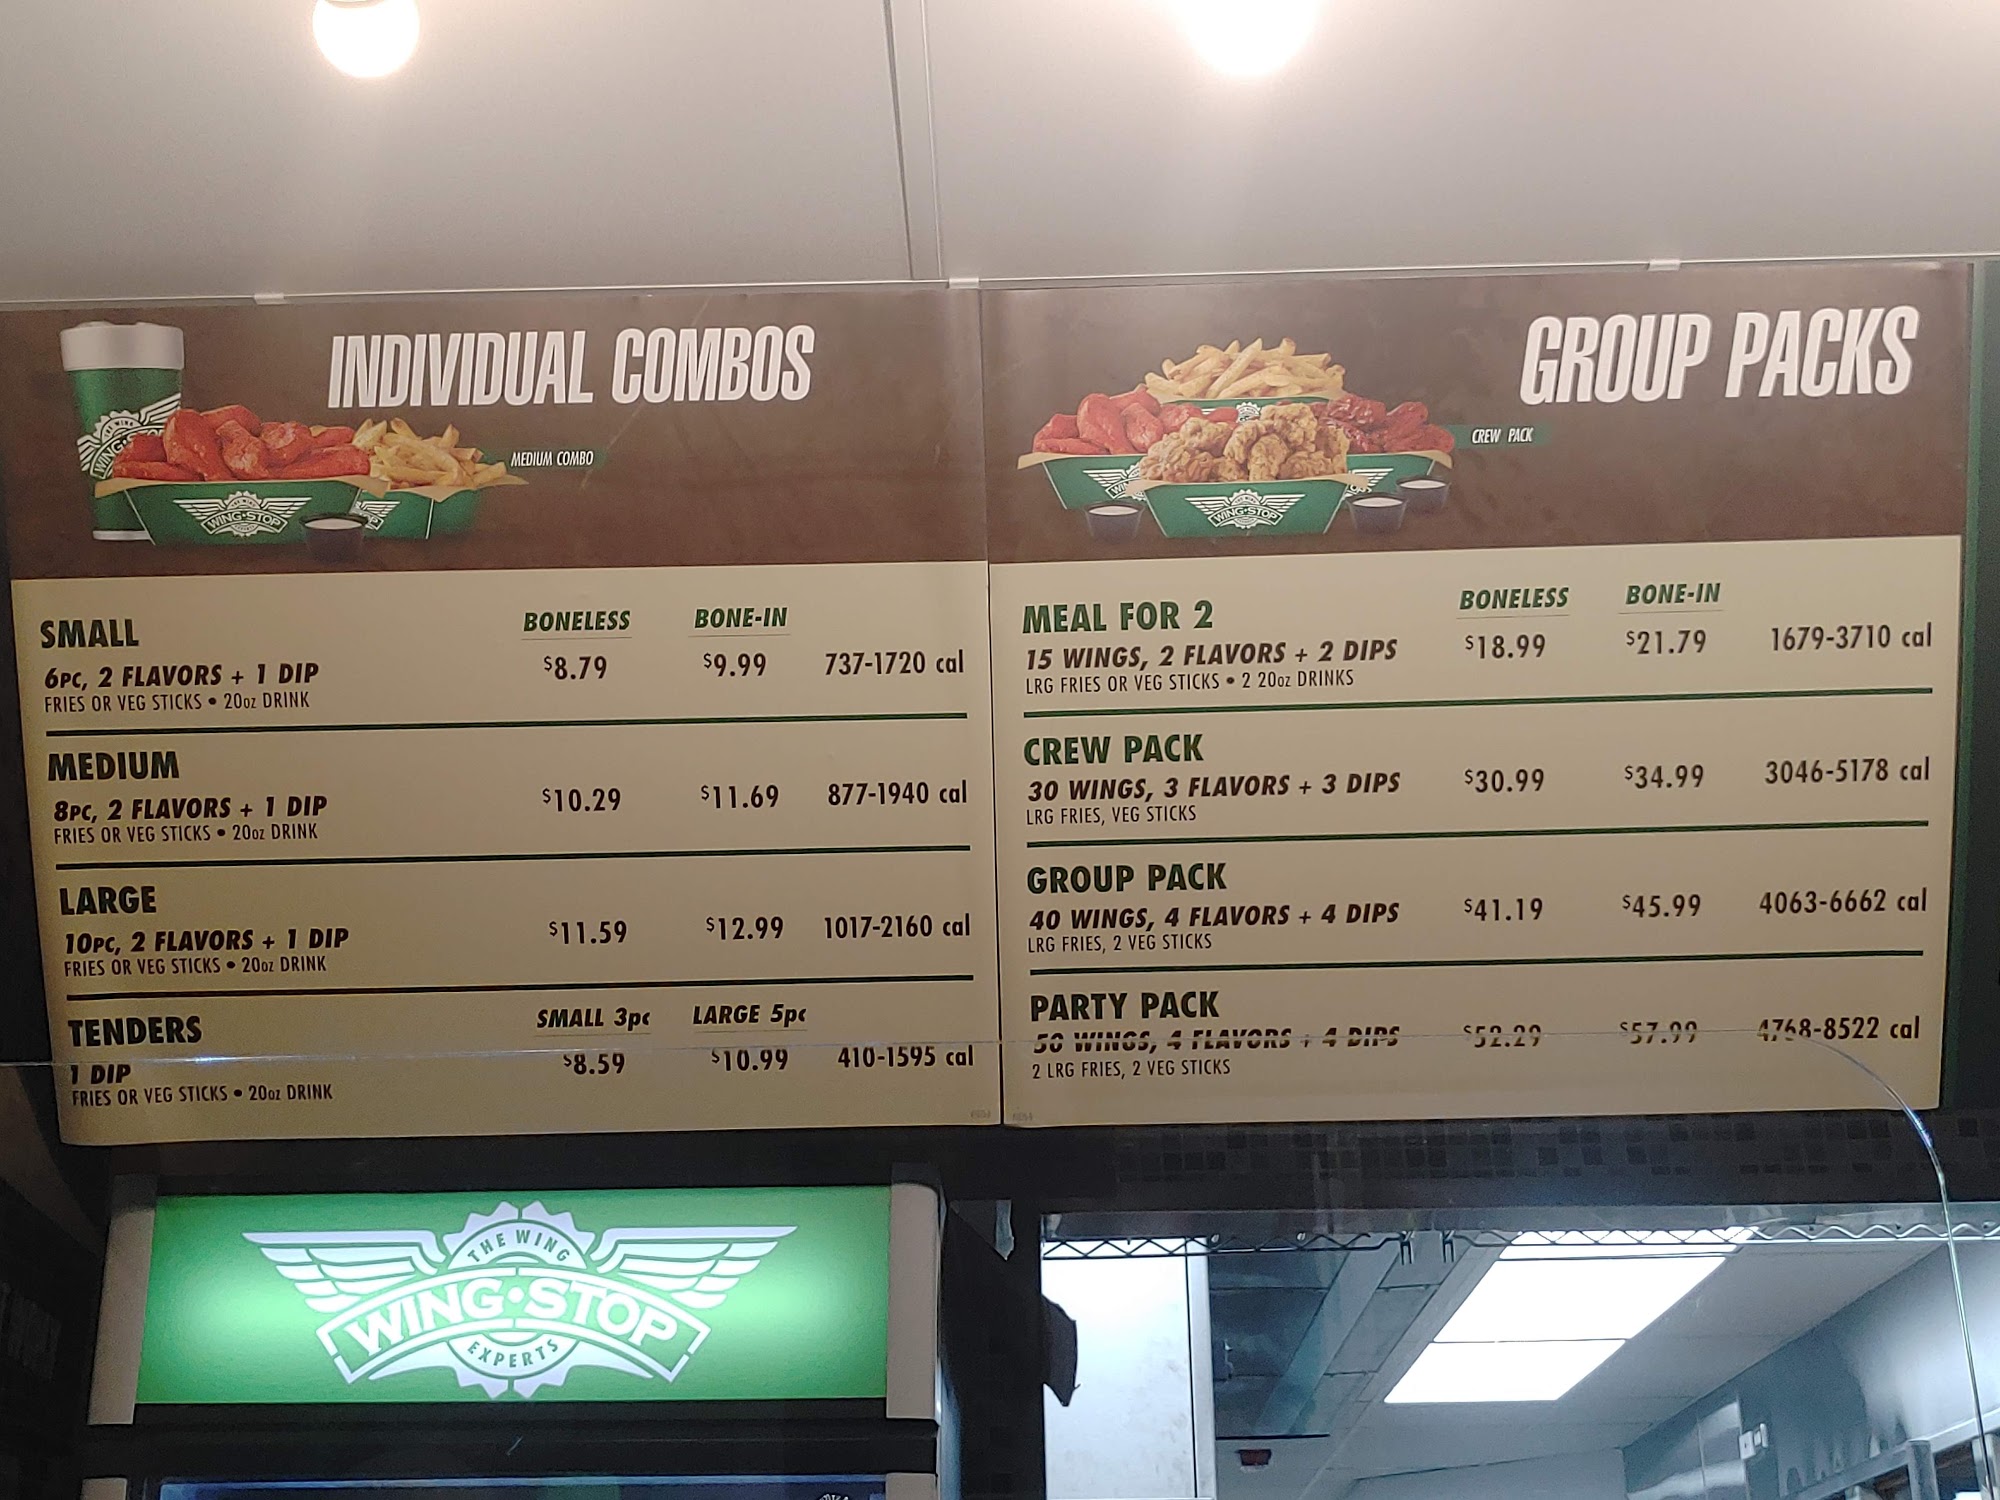 INDIVIDUAL COMBOS
MEDIUM COMBO
WING·STOP
BONELESS BONE-IN
SMALL
6PC, 2 FLAVORS + 1 DIP $8.79 $9.99 737-1720 cal
FRIES OR VEG STICKS • 20oz DRINK
MEDIUM
8PC, 2 FLAVORS + 1 DIP $10.29 $11.69 877-1940 cal
FRIES OR VEG STICKS • 20oz DRINK
LARGE
10PC, 2 FLAVORS + 1 DIP $11.59 $12.99 1017-2160 cal
FRIES OR VEG STICKS • 20oz DRINK
TENDERS SMALL 3pc LARGE 5pc
1 DIP $8.59 $10.99 410-1595 cal
FRIES OR VEG STICKS • 20oz DRINK
GROUP PACKS
CREW PACK
WING·STOP
BONELESS BONE-IN
MEAL FOR 2
15 WINGS, 2 FLAVORS + 2 DIPS $18.99 $21.79 1679-3710 cal
LRG FRIES OR VEG STICKS • 2 20oz DRINKS
CREW PACK
30 WINGS, 3 FLAVORS + 3 DIPS $30.99 $34.99 3046-5178 cal
LRG FRIES, VEG STICKS
GROUP PACK
40 WINGS, 4 FLAVORS + 4 DIPS $41.19 $45.99 4063-6662 cal
LRG FRIES, 2 VEG STICKS
PARTY PACK
50 WINGS, 4 FLAVORS + 4 DIPS $52.29 $57.99 4768-8522 cal
2 LRG FRIES, 2 VEG STICKS
THE WING
WING·STOP
EXPERTS